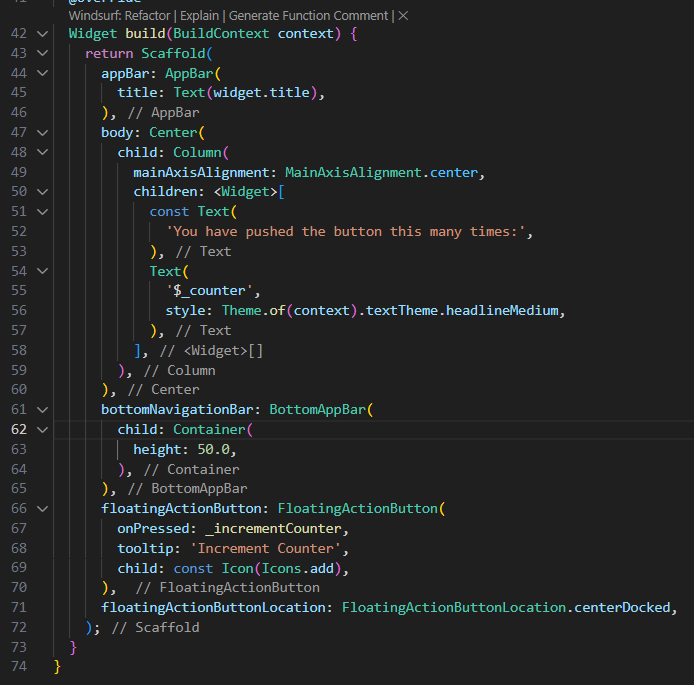 41 @override
Windsurf: Refactor | Explain | Generate Function Comment | ×
42 Widget build(BuildContext context) {
43 return Scaffold(
44 appBar: AppBar(
45 title: Text(widget.title),
46 ), // AppBar
47 body: Center(
48 child: Column(
49 mainAxisAlignment: MainAxisAlignment.center,
50 children: <Widget>[
51 const Text(
52 'You have pushed the button this many times:',
53 ), // Text
54 Text(
55 '$_counter',
56 style: Theme.of(context).textTheme.headlineMedium,
57 ), // Text
58 ], // <Widget>[]
59 ), // Column
60 ), // Center
61 bottomNavigationBar: BottomAppBar(
62 child: Container(
63 height: 50.0,
64 ), // Container
65 ), // BottomAppBar
66 floatingActionButton: FloatingActionButton(
67 onPressed: _incrementCounter,
68 tooltip: 'Increment Counter',
69 child: const Icon(Icons.add),
70 ), // FloatingActionButton
71 floatingActionButtonLocation: FloatingActionButtonLocation.centerDocked,
72 ); // Scaffold
73 }
74 }